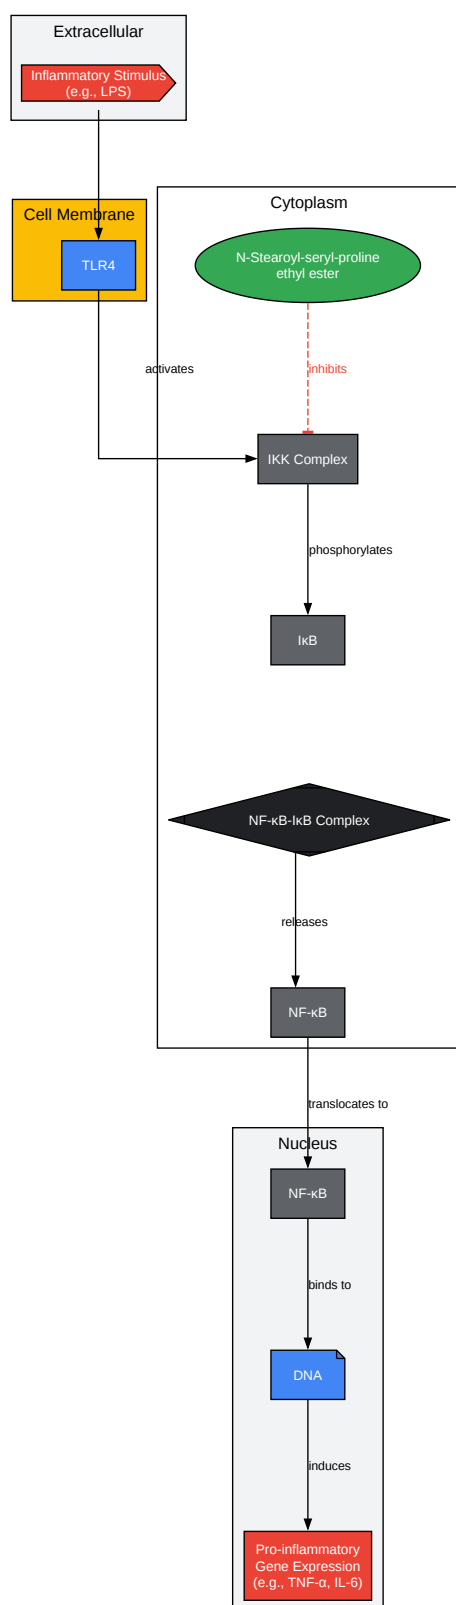 Extracellular
Inflammatory Stimulus
(e.g., LPS)
Cell Membrane
TLR4
Cytoplasm
N-Stearoyl-seryl-proline
ethyl ester
activates
inhibits
IKK Complex
phosphorylates
IκB
NF-κB-IκB Complex
releases
NF-κB
translocates to
Nucleus
NF-κB
binds to
DNA
induces
Pro-inflammatory
Gene Expression
(e.g., TNF-α, IL-6)